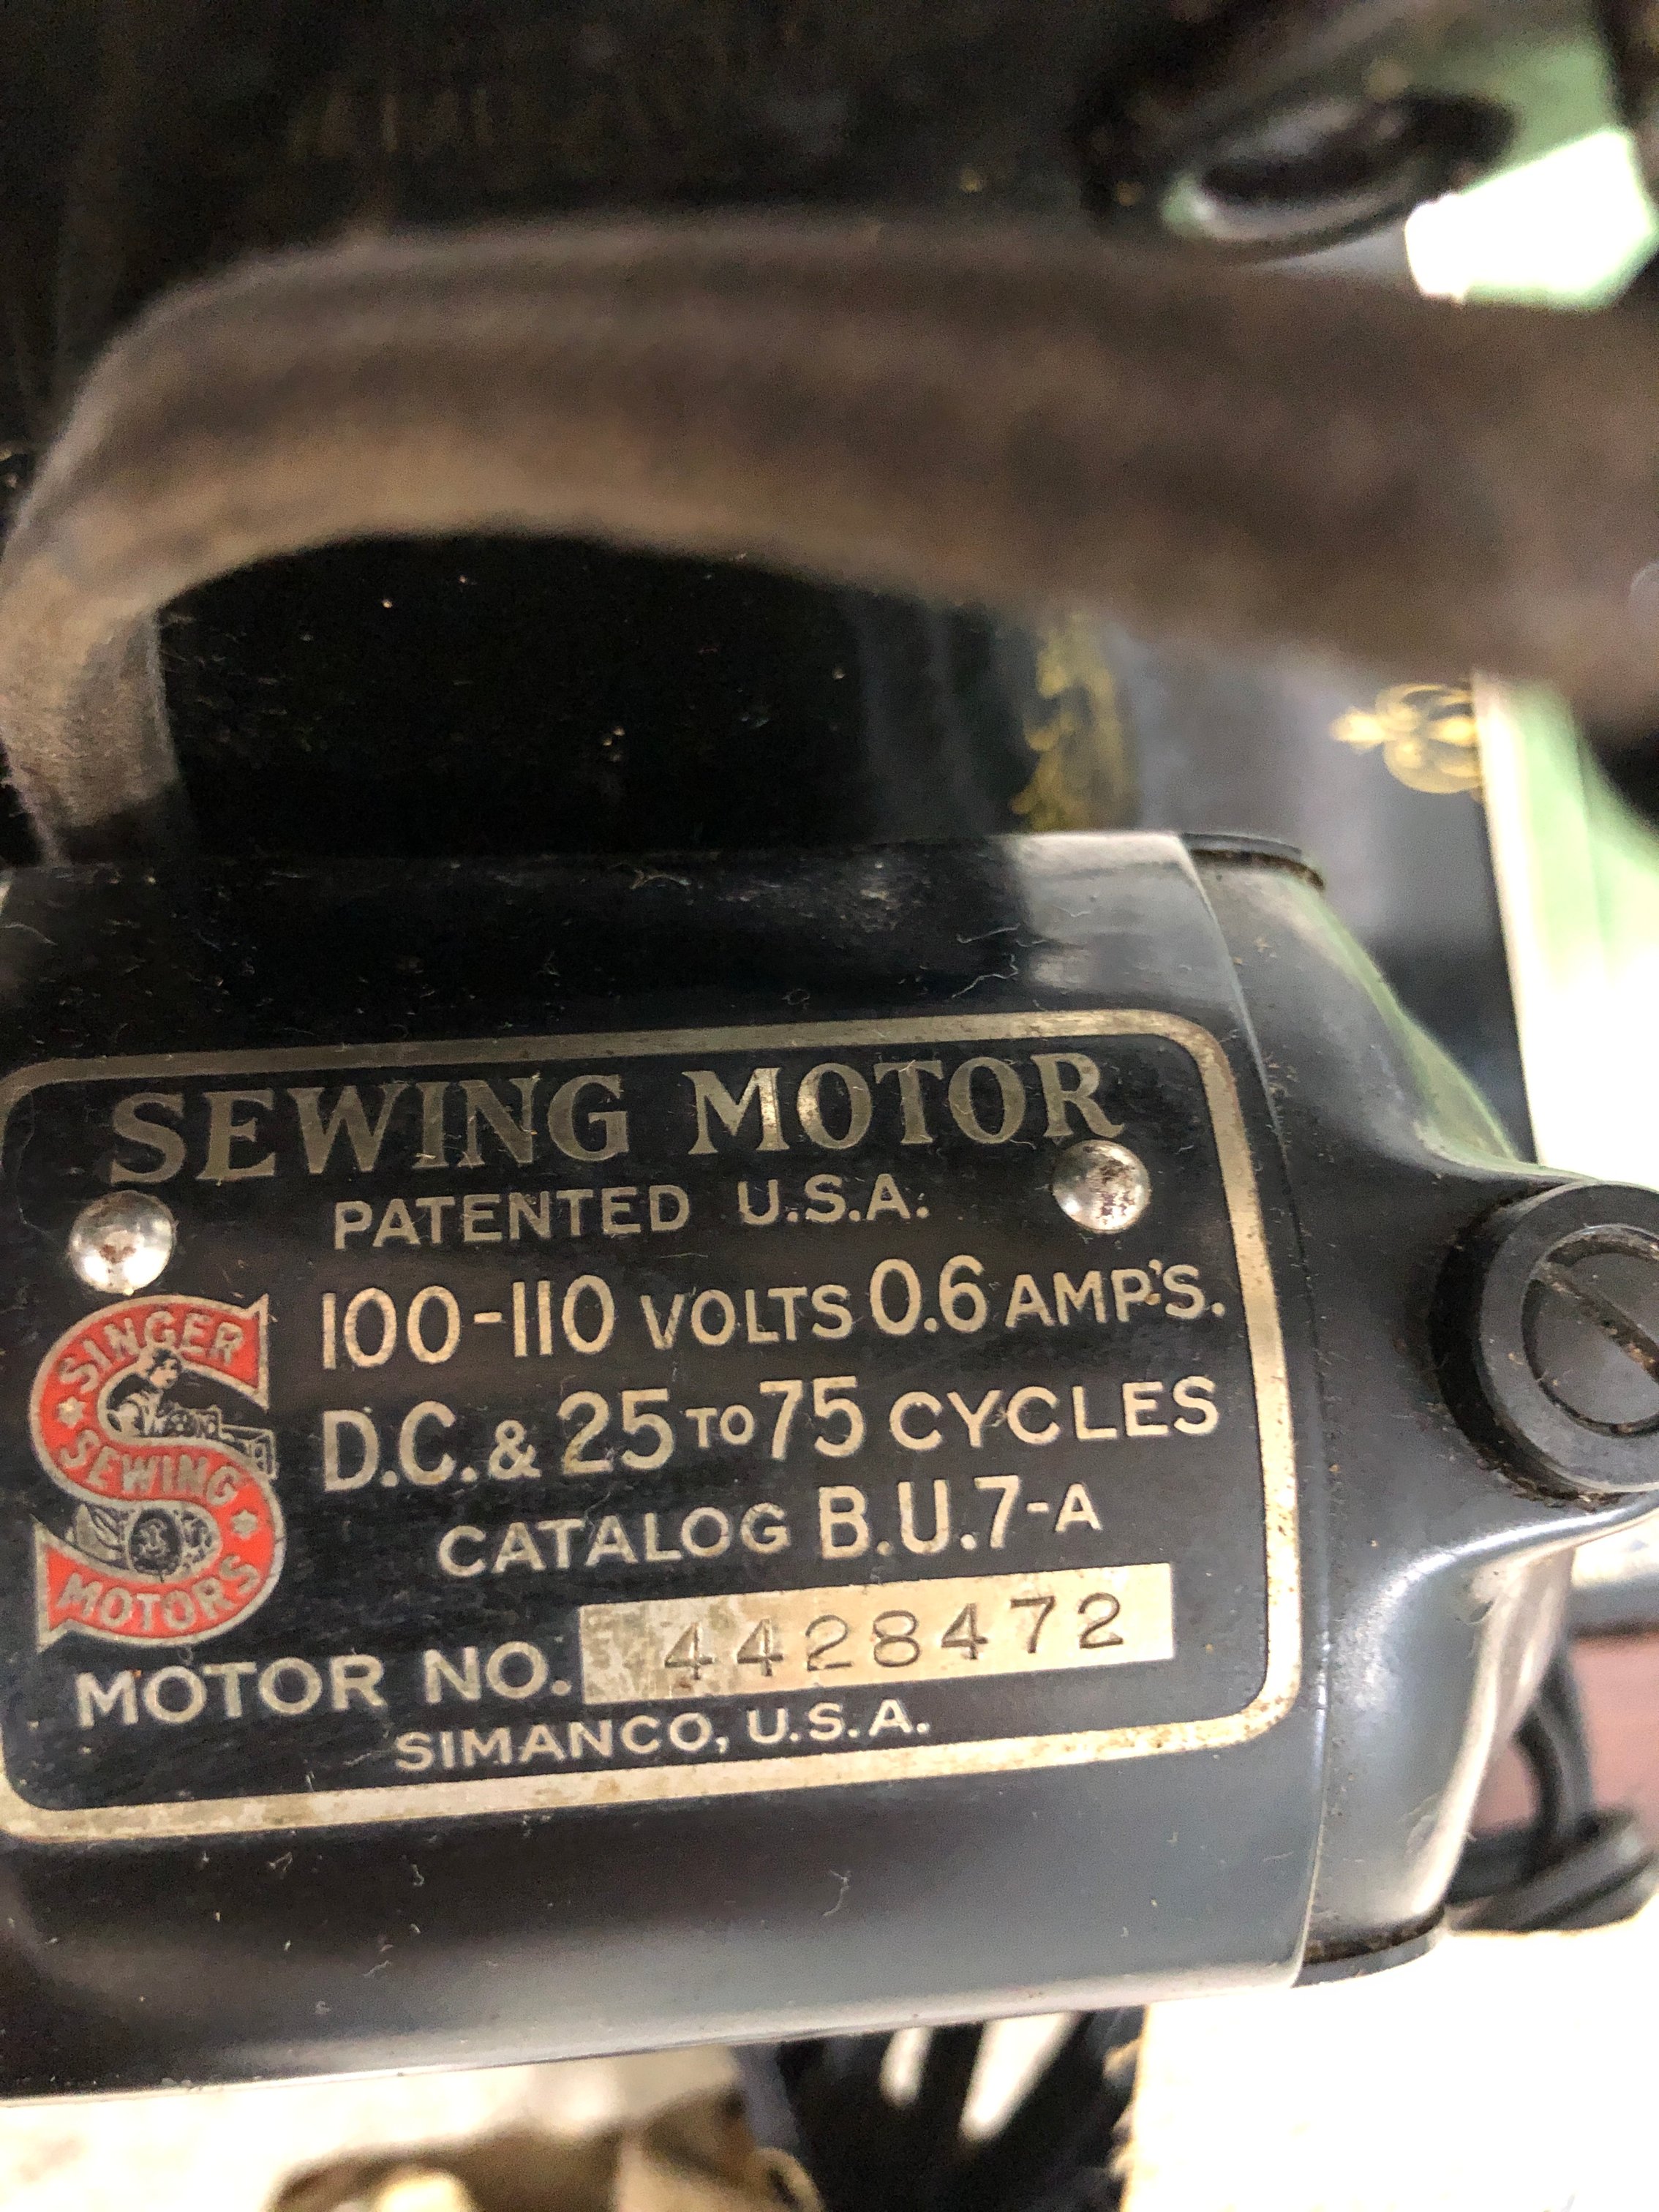 SEWING MOTOR
PATENTED U.S.A.
100-110 VOLTS 0.6 AMP'S.
D.C. & 25 TO 75 CYCLES
CATALOG B.U.7-A
SINGER
SEWING
MOTORS
MOTOR NO. 4428472
SIMANCO, U.S.A.